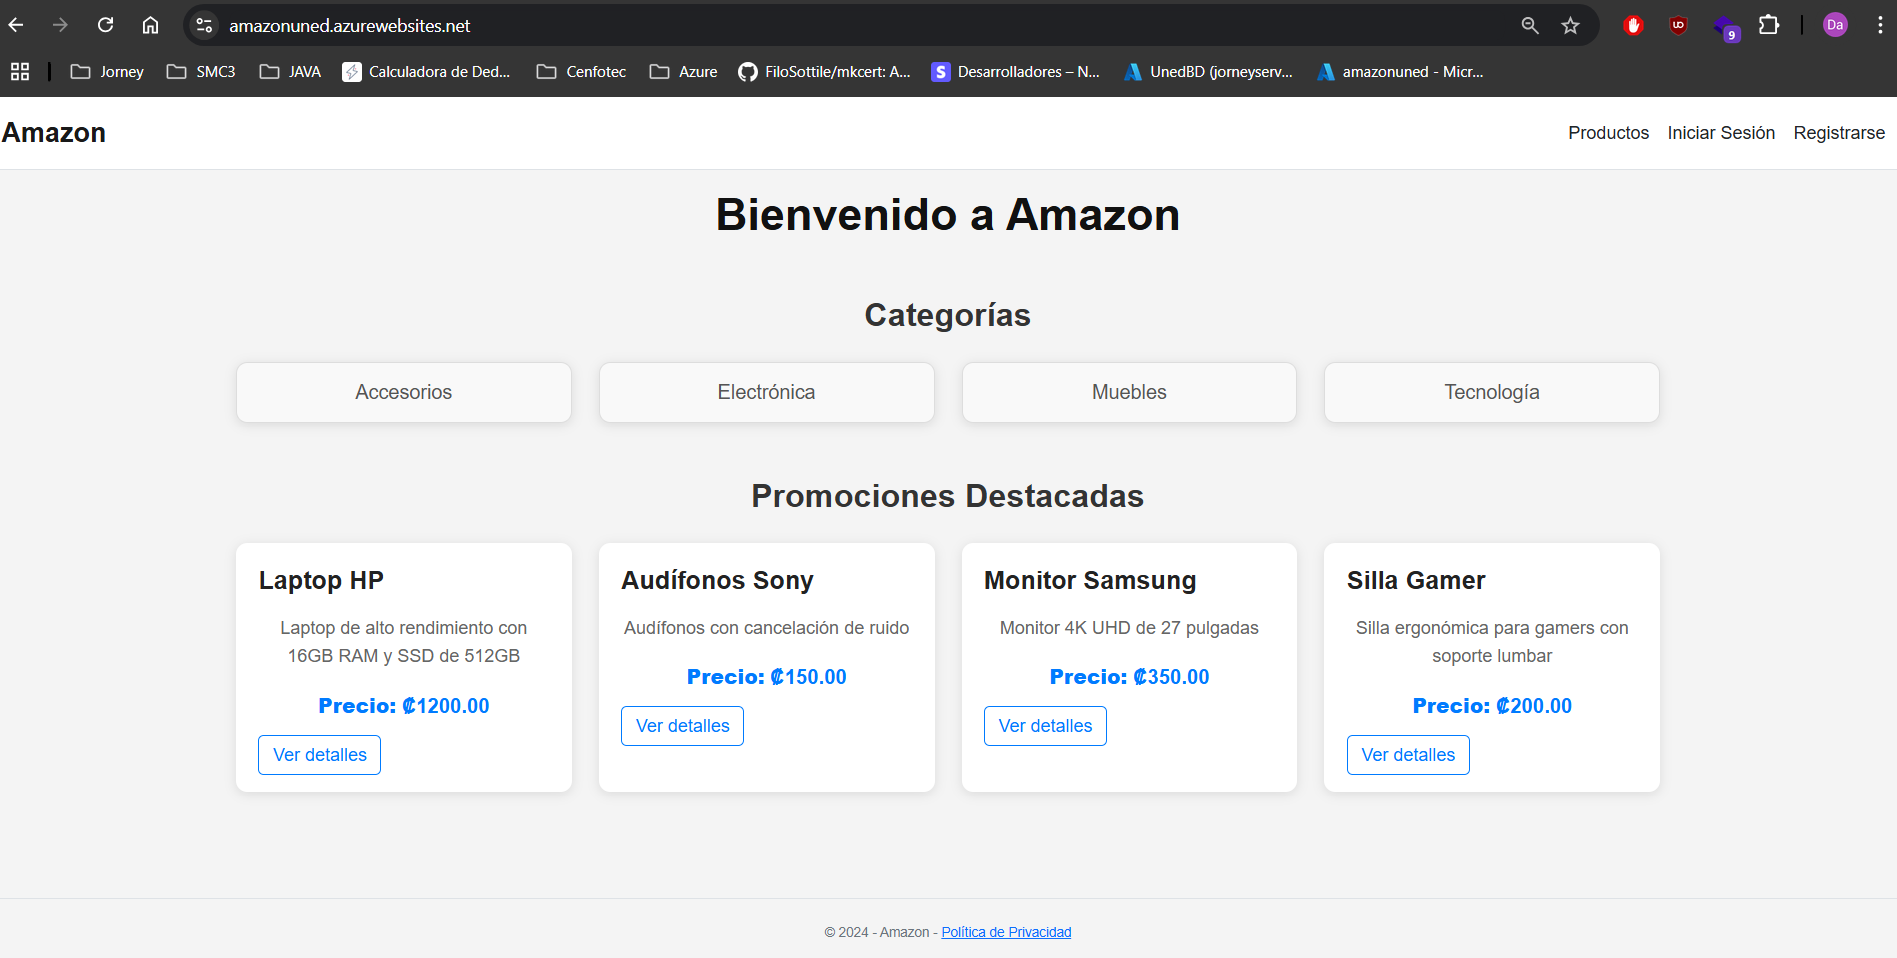 amazonuned.azurewebsites.net
9
Da
Jorney
SMC3
JAVA
Calculadora de Ded...
Cenfotec
Azure
FiloSottile/mkcert: A...
S
Desarrolladores – N...
UnedBD (jorneyserv...
amazonuned - Micr...
Amazon
Productos
Iniciar Sesión
Registrarse
Bienvenido a Amazon
Categorías
Accesorios
Electrónica
Muebles
Tecnología
Promociones Destacadas
Laptop HP
Laptop de alto rendimiento con
16GB RAM y SSD de 512GB
Precio: ₡1200.00
Ver detalles
Audífonos Sony
Audífonos con cancelación de ruido
Precio: ₡150.00
Ver detalles
Monitor Samsung
Monitor 4K UHD de 27 pulgadas
Precio: ₡350.00
Ver detalles
Silla Gamer
Silla ergonómica para gamers con
soporte lumbar
Precio: ₡200.00
Ver detalles
© 2024 - Amazon - Política de Privacidad